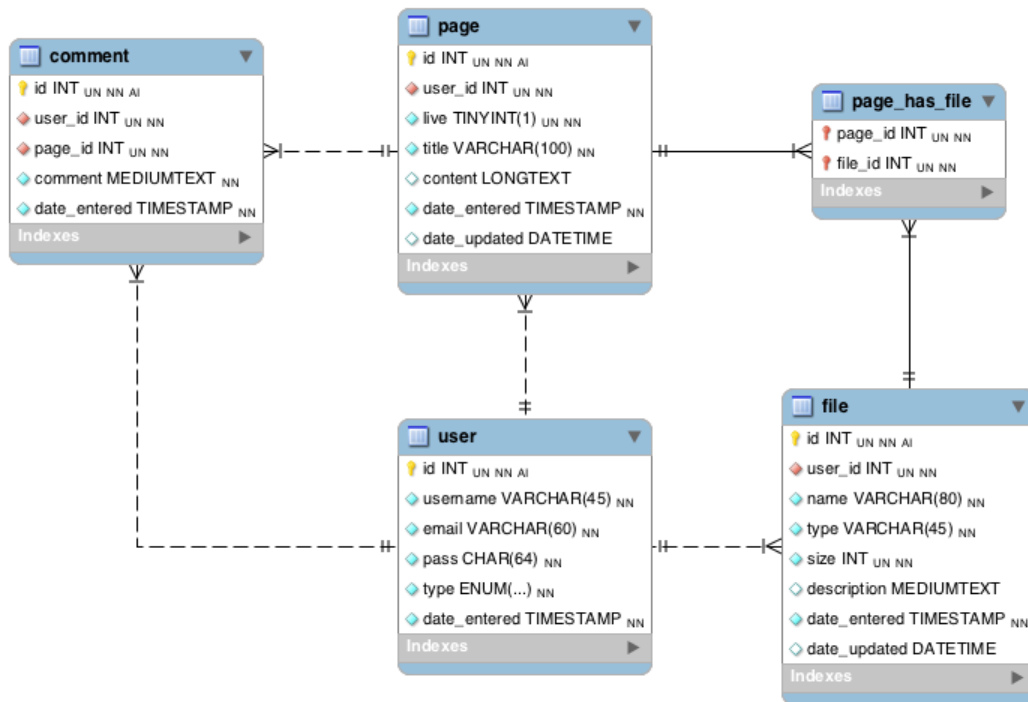 comment
id INT UN NN AI
user_id INT UN NN
page_id INT UN NN
comment MEDIUMTEXT NN
date_entered TIMESTAMP NN
Indexes
page
id INT UN NN AI
user_id INT UN NN
live TINYINT(1) UN NN
title VARCHAR(100) NN
content LONGTEXT
date_entered TIMESTAMP NN
date_updated DATETIME
Indexes
page_has_file
page_id INT UN NN
file_id INT UN NN
Indexes
user
id INT UN NN AI
username VARCHAR(45) NN
email VARCHAR(60) NN
pass CHAR(64) NN
type ENUM(...) NN
date_entered TIMESTAMP NN
Indexes
file
id INT UN NN AI
user_id INT UN NN
name VARCHAR(80) NN
type VARCHAR(45) NN
size INT UN NN
description MEDIUMTEXT
date_entered TIMESTAMP NN
date_updated DATETIME
Indexes